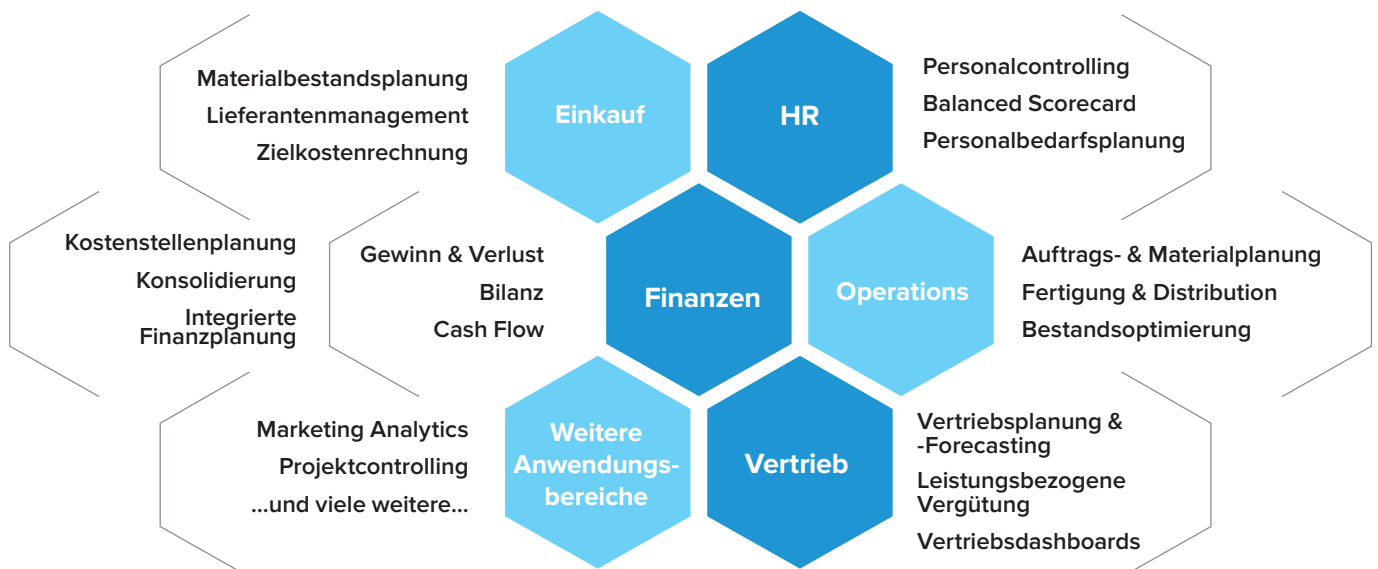 Materialbestandsplanung
Lieferantenmanagement
Zielkostenrechnung
Einkauf
HR
Personalcontrolling
Balanced Scorecard
Personalbedarfsplanung
Kostenstellenplanung
Konsolidierung
Integrierte
Finanzplanung
Gewinn & Verlust
Bilanz
Cash Flow
Finanzen
Operations
Auftrags- & Materialplanung
Fertigung & Distribution
Bestandsoptimierung
Marketing Analytics
Projektcontrolling
...und viele weitere...
Weitere
Anwendungs-
bereiche
Vertrieb
Vertriebsplanung &
-Forecasting
Leistungsbezogene
Vergütung
Vertriebsdashboards